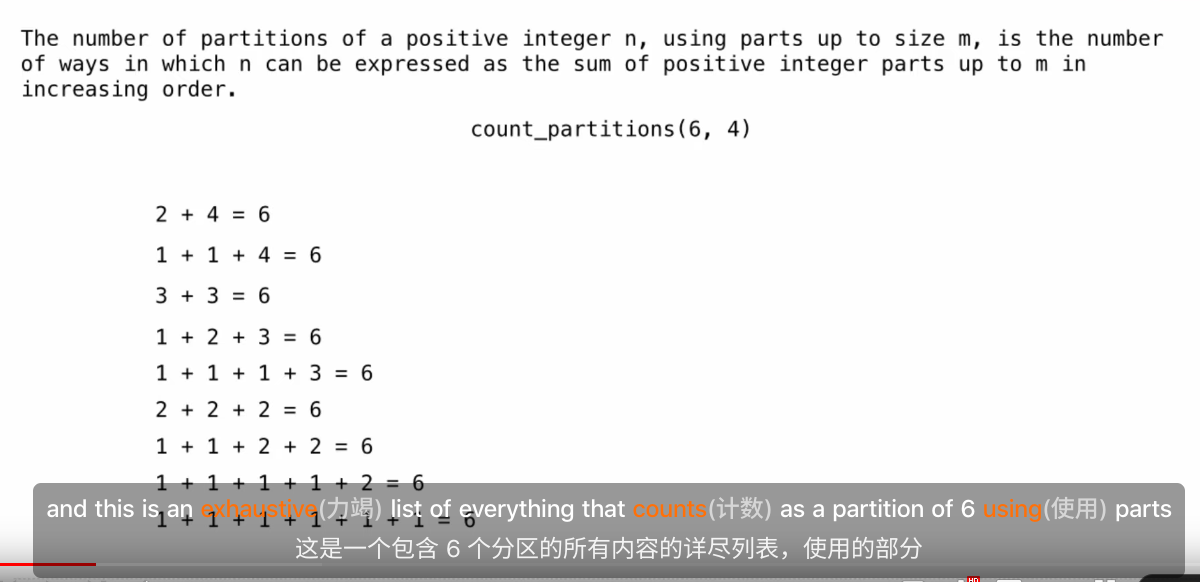 The number of partitions of a positive integer n, using parts up to size m, is the number
of ways in which n can be expressed as the sum of positive integer parts up to m in
increasing order.
count_partitions(6, 4)
2 + 4 = 6
1 + 1 + 4 = 6
3 + 3 = 6
1 + 2 + 3 = 6
1 + 1 + 1 + 3 = 6
2 + 2 + 2 = 6
1 + 1 + 2 + 2 = 6
1 + 1 + 1 + 1 + 2 = 6
1 + 1 + 1 + 1 + 1 + 1 = 6
and this is an exhaustive(力竭) list of everything that counts(计数) as a partition of 6 using(使用) parts
这是一个包含 6 个分区的所有内容的详尽列表，使用的部分
HD